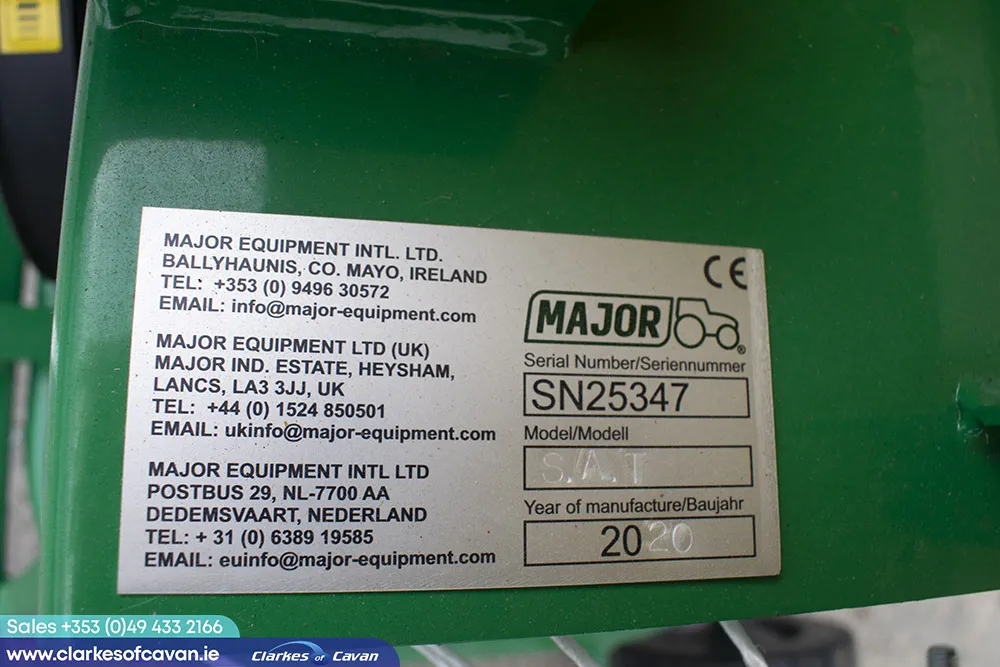 MAJOR EQUIPMENT INTL. LTD.
BALLYHAUNIS, CO. MAYO, IRELAND
TEL: +353 (0) 9496 30572
EMAIL: info@major-equipment.com
MAJOR EQUIPMENT LTD (UK)
MAJOR IND. ESTATE, HEYSHAM,
LANCS, LA3 3JJ, UK
TEL: +44 (0) 1524 850501
EMAIL: ukinfo@major-equipment.com
MAJOR EQUIPMENT INTL LTD
POSTBUS 29, NL-7700 AA
DEDEMSVAART, NEDERLAND
TEL: + 31 (0) 6389 19585
EMAIL: euinfo@major-equipment.com
CE
MAJOR®
Serial Number/Seriennummer
SN25347
Model/Modell
S.A.T
Year of manufacture/Baujahr
2020
Sales +353 (0)49 433 2166
www.clarkesofcavan.ie
Clarkes of Cavan